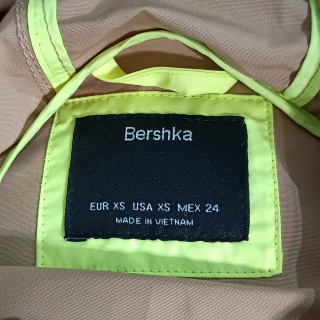 Bershka
EUR XS USA XS MEX 24
MADE IN VIETNAM